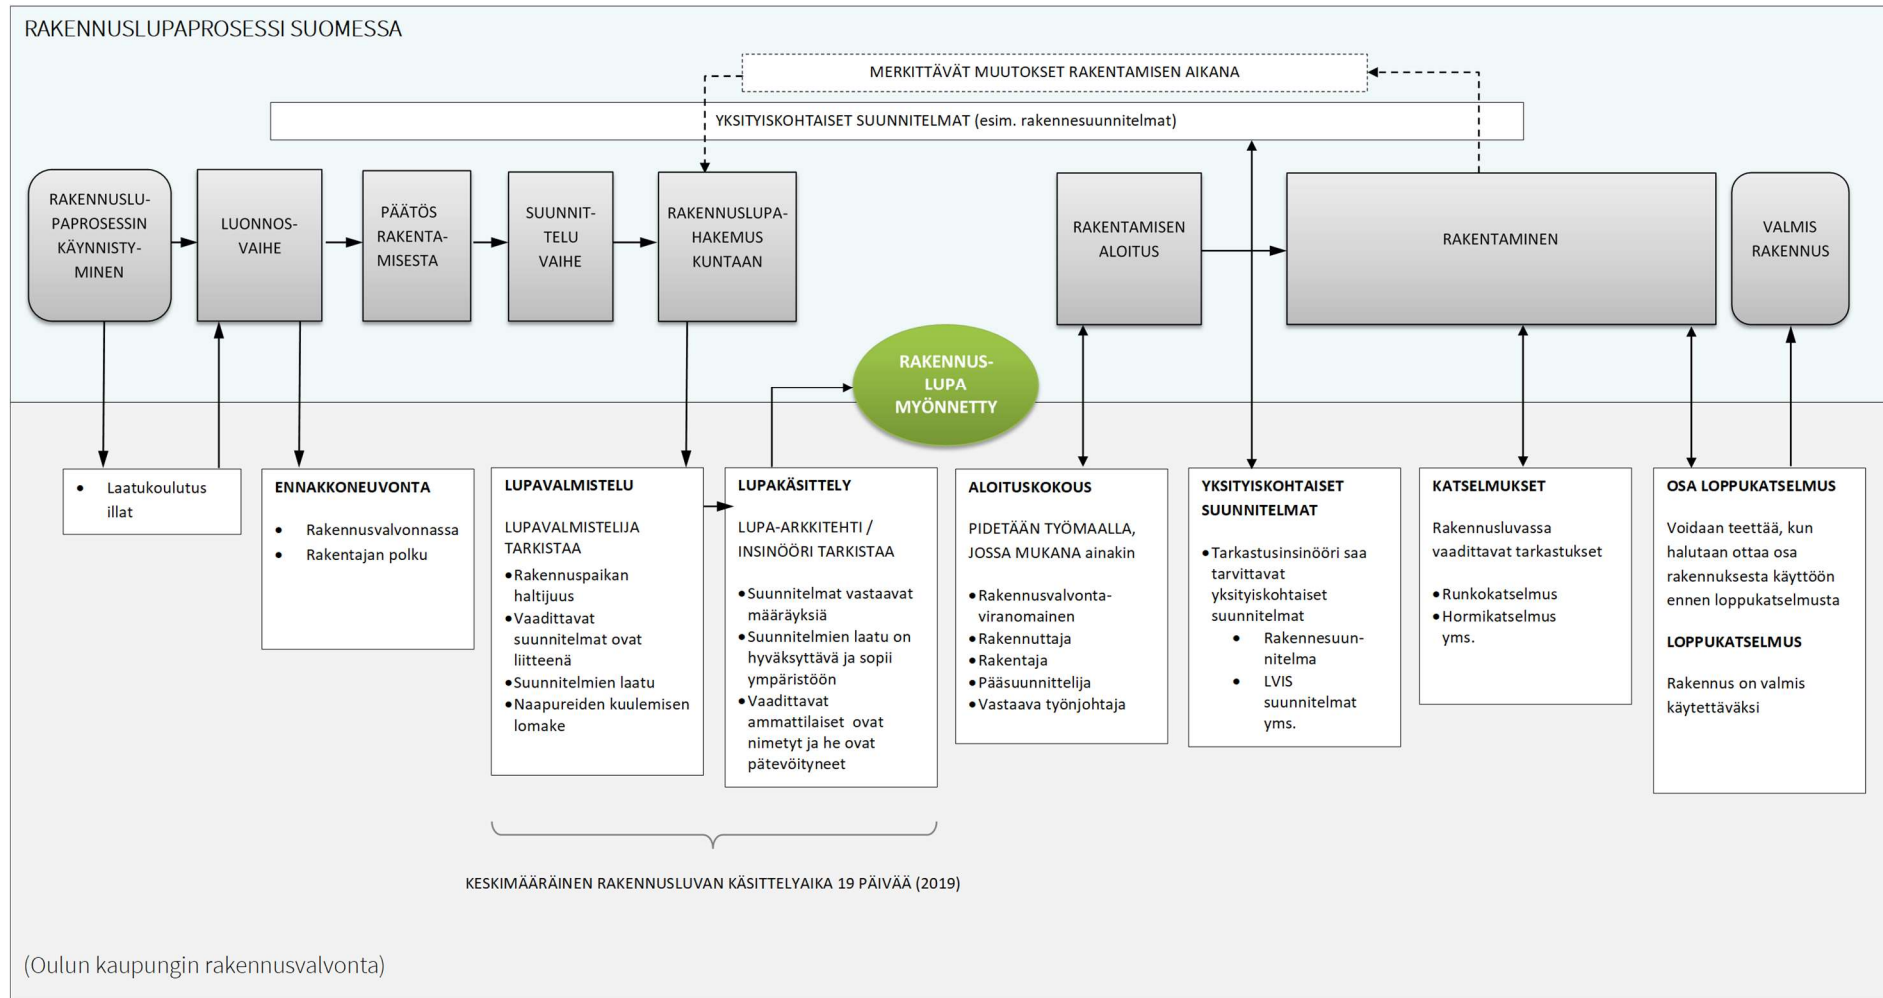 RAKENNUSLUPAPROSESSI SUOMESSA
MERKITTÄVÄT MUUTOKSET RAKENTAMISEN AIKANA
YKSITYISKOHTAISET SUUNNITELMAT (esim. rakennesuunnitelmat)
RAKENNUSLU-
PAPROSESSIN
KÄYNNISTY-
MINEN
LUONNOS-
VAIHE
PÄÄTÖS
RAKENTA-
MISESTA
SUUNNIT-
TELU
VAIHE
RAKENNUSLUPA-
HAKEMUS
KUNTAAN
RAKENTAMISEN
ALOITUS
RAKENTAMINEN
VALMIS
RAKENNUS
RAKENNUS-
LUPA
MYÖNNETTY
• Laatukoulutus
illat
ENNAKKONEUVONTA
• Rakennusvalvonnassa
• Rakentajan polku
LUPAVALMISTELU
LUPAVALMISTELIJA
TARKISTAA
• Rakennuspaikan
haltijuus
• Vaadittavat
suunnitelmat ovat
liitteenä
• Suunnitelmien laatu
• Naapureiden kuulemisen
lomake
LUPAKÄSITTELY
LUPA-ARKKITEHTI /
INSINÖÖRI TARKISTAA
• Suunnitelmat vastaavat
määräyksiä
• Suunnitelmien laatu on
hyväksyttävä ja sopii
ympäristöön
• Vaadittavat
ammattilaiset ovat
nimetyt ja he ovat
pätevöityneet
ALOITUSKOKOUS
PIDETÄÄN TYÖMAALLA,
JOSSA MUKANA ainakin
• Rakennusvalvonta-
viranomainen
• Rakennuttaja
• Rakentaja
• Pääsuunnittelija
• Vastaava työnjohtaja
YKSITYISKOHTAISET
SUUNNITELMAT
• Tarkastusinsinööri saa
tarvittavat
yksityiskohtaiset
suunnitelmat
• Rakennesuun-
nitelma
• LVIS
suunnitelmat
yms.
KATSELMUKSET
Rakennusluvassa
vaadittavat tarkastukset
• Runkokatselmus
• Hormikatselmus
yms.
OSA LOPPUKATSELMUS
Voidaan teettää, kun
halutaan ottaa osa
rakennuksesta käyttöön
ennen loppukatselmusta
LOPPUKATSELMUS
Rakennus on valmis
käytettäväksi
KESKIMÄÄRÄINEN RAKENNUSLUVAN KÄSITTELYAIKA 19 PÄIVÄÄ (2019)
(Oulun kaupungin rakennusvalvonta)